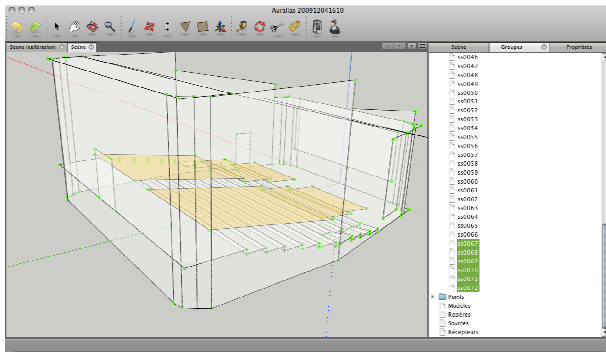 Auralias 200912041610
Scène (calibration)
Scène
Scène
Groupes
Propriétés
ss0046
ss0047
ss0048
ss0049
ss0050
ss0051
ss0052
ss0053
ss0054
ss0055
ss0056
ss0057
ss0058
ss0059
ss0060
ss0061
ss0062
ss0063
ss0064
ss0065
ss0066
ss0067
ss0068
ss0069
ss0070
ss0071
ss0072
Points
Modèles
Repères
Sources
Récepteurs